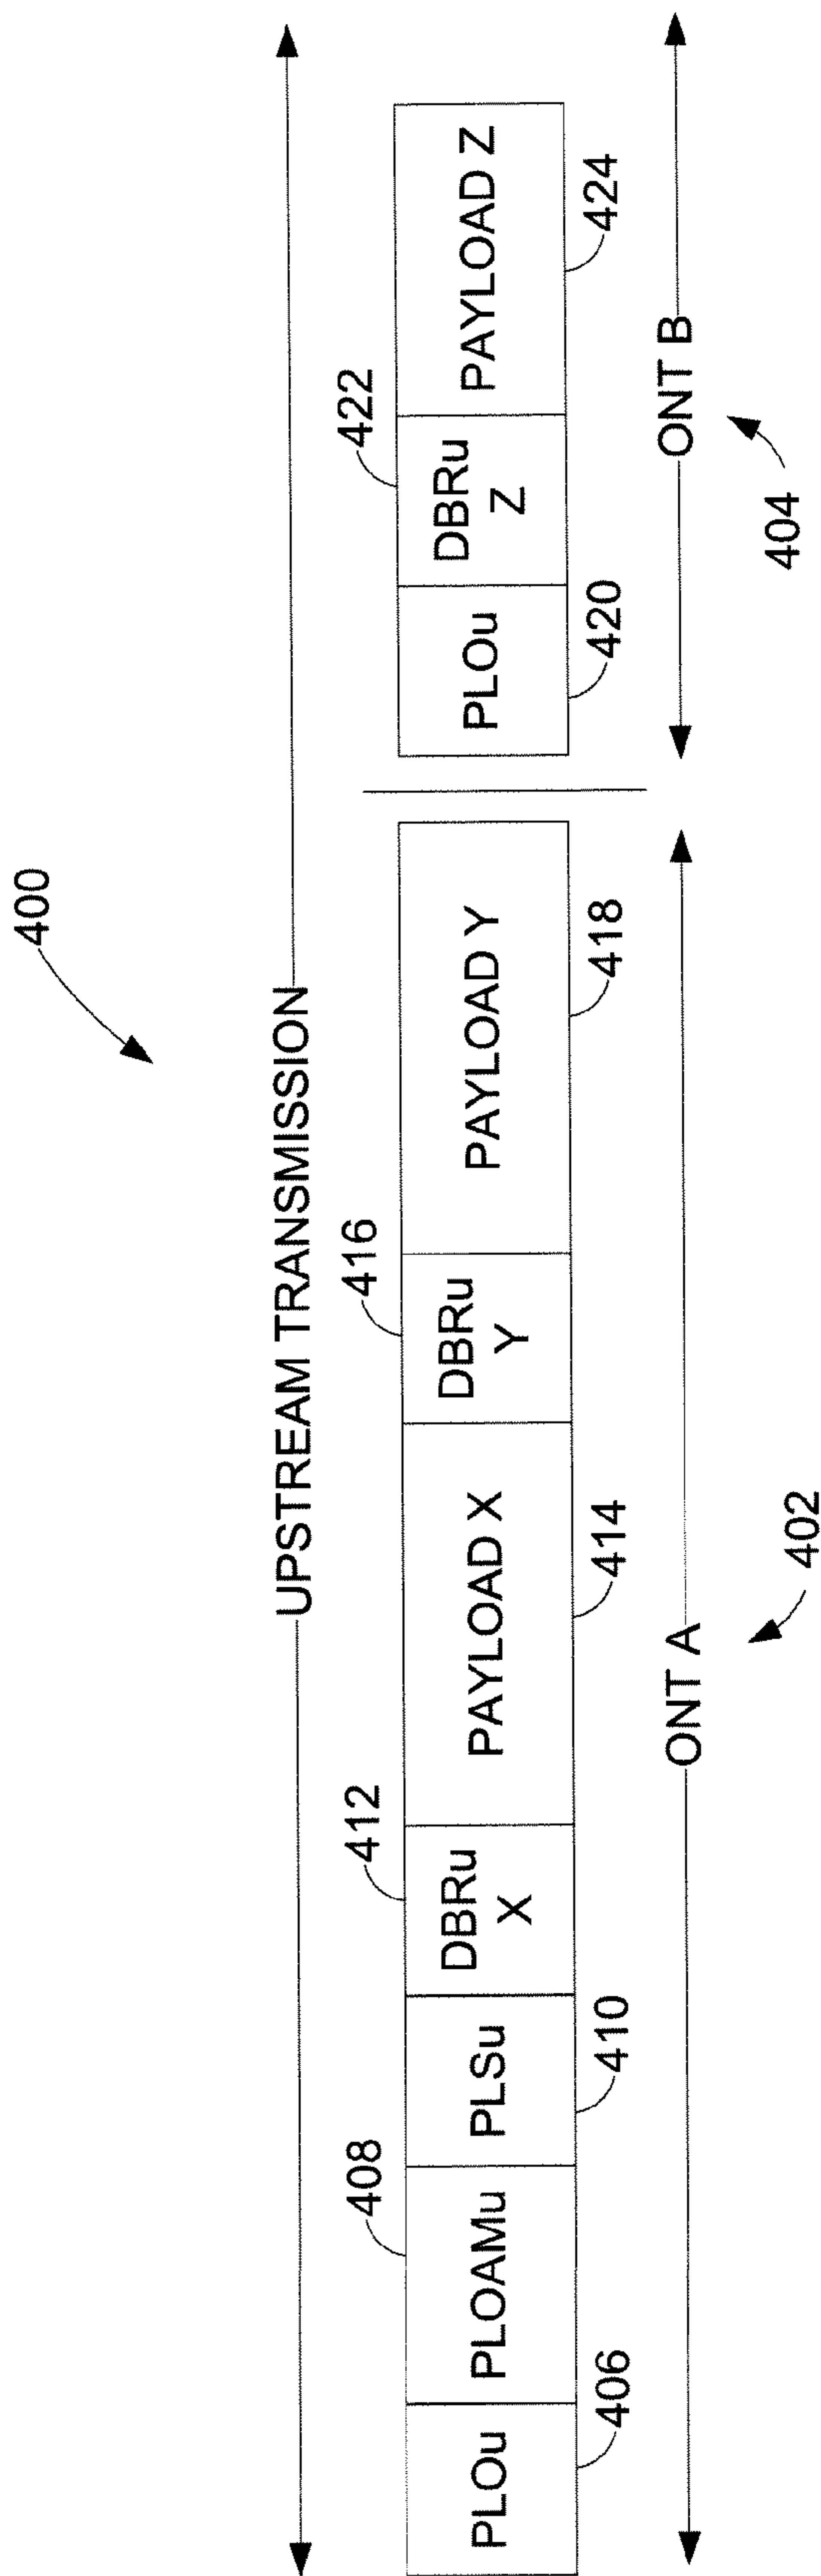 400
UPSTREAM TRANSMISSION
408
412
416
422
PLOu
PLOAMu
PLSu
DBRu
X
PAYLOAD X
DBRu
Y
PAYLOAD Y
PLOu
DBRu
Z
PAYLOAD Z
406
410
414
418
420
424
ONT A
ONT B
402
404